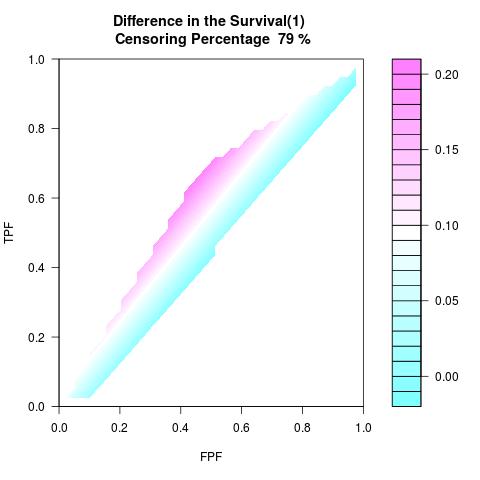 Difference in the Survival(1)
Censoring Percentage 79 %
1.0
0.8
0.6
0.4
0.2
0.0
TPF
0.0 0.2 0.4 0.6 0.8 1.0
FPF
0.20
0.15
0.10
0.05
0.00